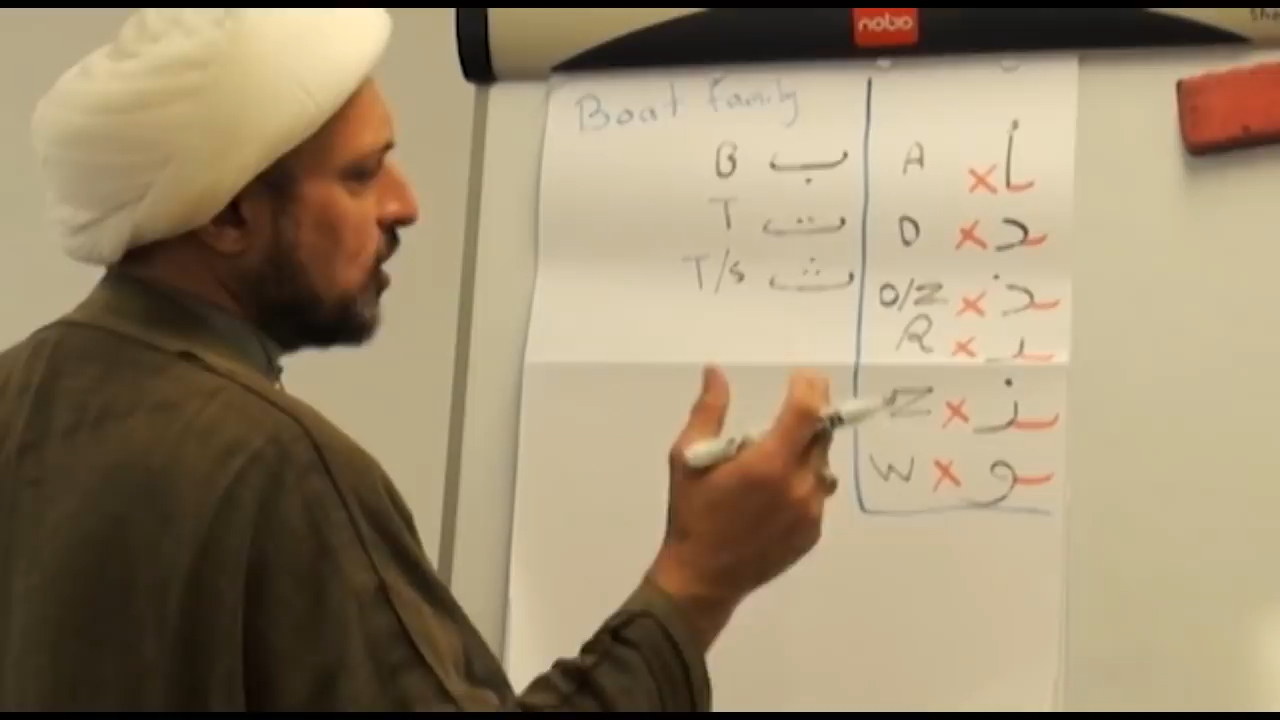 nobo
Boat family
B ب
T ت
T/s ث
A ا ×
D د ×
D/Z ذ ×
R ر ×
Z ز ×
W و ×